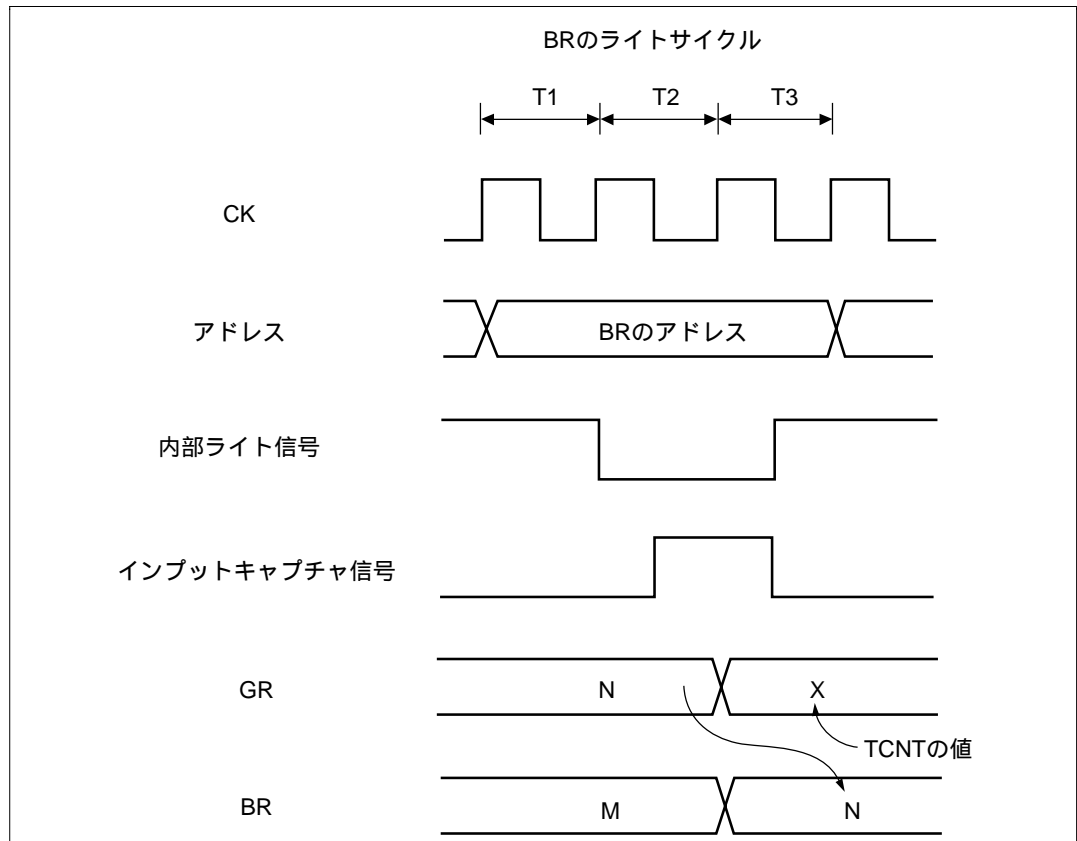 BRのライトサイクル
T1 T2 T3
CK
アドレス BRのアドレス
内部ライト信号
インプットキャプチャ信号
GR N X
TCNTの値
BR M N